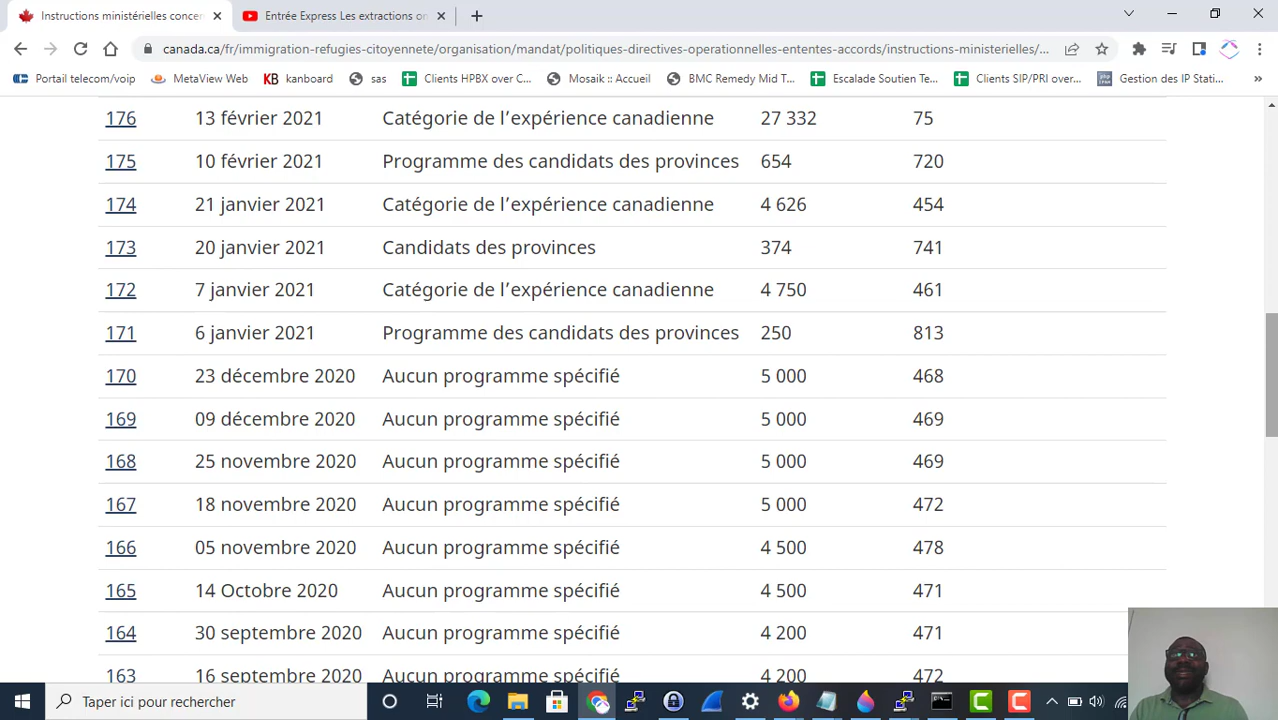 Instructions ministérielles concer
Entrée Express Les extractions o
canada.ca/fr/immigration-refugies-citoyennete/organisation/mandat/politiques-directives-operationnelles-ententes-accords/instructions-ministerielles/...
Portail telecom/voip MetaView Web KB kanboard sas Clients HPBX over C... Mosaik :: Accueil BMC Remedy Mid T... Escalade Soutien Te... Clients SIP/PRI over... Gestion des IP Stati... »
176 13 février 2021 Catégorie de l’expérience canadienne 27 332 75
175 10 février 2021 Programme des candidats des provinces 654 720
174 21 janvier 2021 Catégorie de l’expérience canadienne 4 626 454
173 20 janvier 2021 Candidats des provinces 374 741
172 7 janvier 2021 Catégorie de l’expérience canadienne 4 750 461
171 6 janvier 2021 Programme des candidats des provinces 250 813
170 23 décembre 2020 Aucun programme spécifié 5 000 468
169 09 décembre 2020 Aucun programme spécifié 5 000 469
168 25 novembre 2020 Aucun programme spécifié 5 000 469
167 18 novembre 2020 Aucun programme spécifié 5 000 472
166 05 novembre 2020 Aucun programme spécifié 4 500 478
165 14 Octobre 2020 Aucun programme spécifié 4 500 471
164 30 septembre 2020 Aucun programme spécifié 4 200 471
163 16 septembre 2020 Aucun programme spécifié 4 200 472
Taper ici pour rechercher